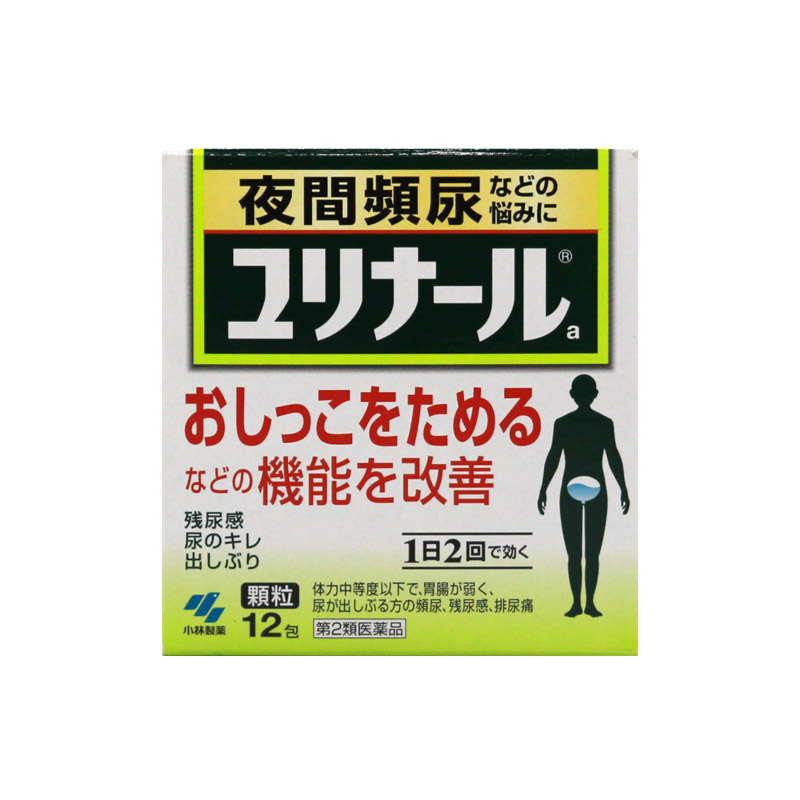 夜間頻尿などの悩みに
ユリナール®a
おしっこをためる
などの機能を改善
残尿感
尿のキレ
出しぶり
1日2回で効く
小林製薬
顆粒
12包
体力中等度以下で、胃腸が弱く、
尿が出しぶる方の頻尿、残尿感、排尿痛
第2類医薬品